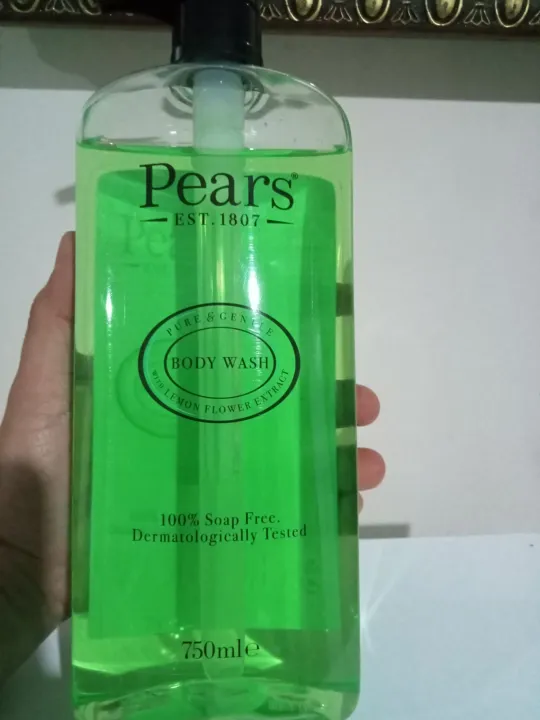 Pears®
EST. 1807
PURE & GENTLE
BODY WASH
WITH LEMON FLOWER EXTRACT
100% Soap Free.
Dermatologically Tested
750ml℮